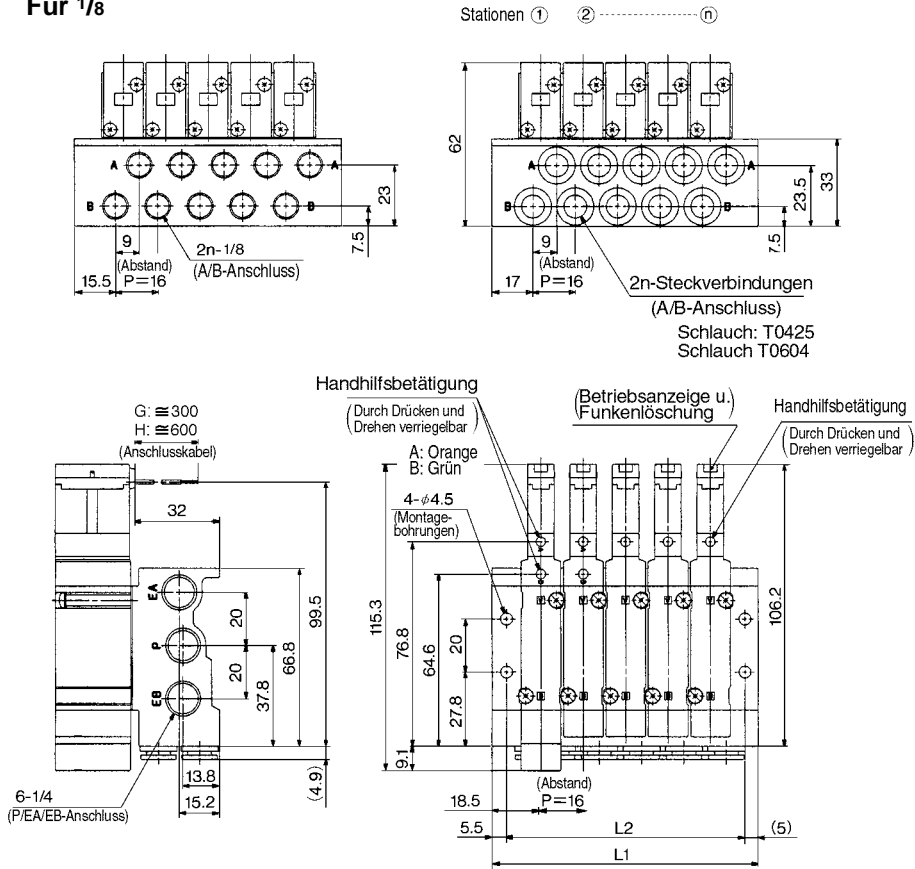 Für 1/8
Stationen ① ② ⓝ
A A
B B
23
7.5
9
(Abstand)
P=16
15.5
2n-1/8
(A/B-Anschluss)
62
A A
B B
33
23.5
7.5
9
(Abstand)
P=16
17
2n-Steckverbindungen
(A/B-Anschluss)
Schlauch: T0425
Schlauch T0604
G: ≅300
H: ≅600
(Anschlusskabel)
32
EA
P
EB
20
20
37.8
66.8
99.5
(4.9)
13.8
15.2
6-1/4
(P/EA/EB-Anschluss)
Handhilfsbetätigung
(Durch Drücken und
Drehen verriegelbar)
A: Orange
B: Grün
4-φ4.5
(Montage-
bohrungen)
(Betriebsanzeige u.
Funkenlöschung)
Handhilfsbetätigung
(Durch Drücken und
Drehen verriegelbar)
115.3
76.8
64.6
20
27.8
9.1
106.2
18.5
(Abstand)
P=16
5.5
L2
(5)
L1